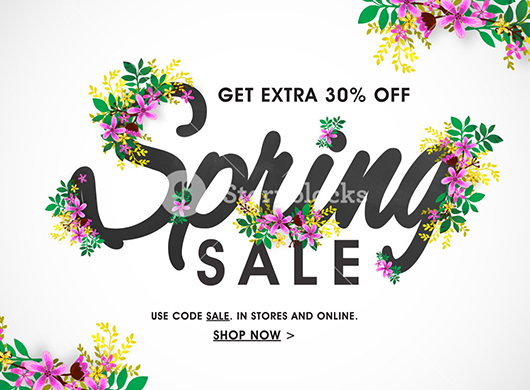 GET EXTRA 30% OFF
Spring
Storyblocks
SALE
USE CODE SALE. IN STORES AND ONLINE.
SHOP NOW >